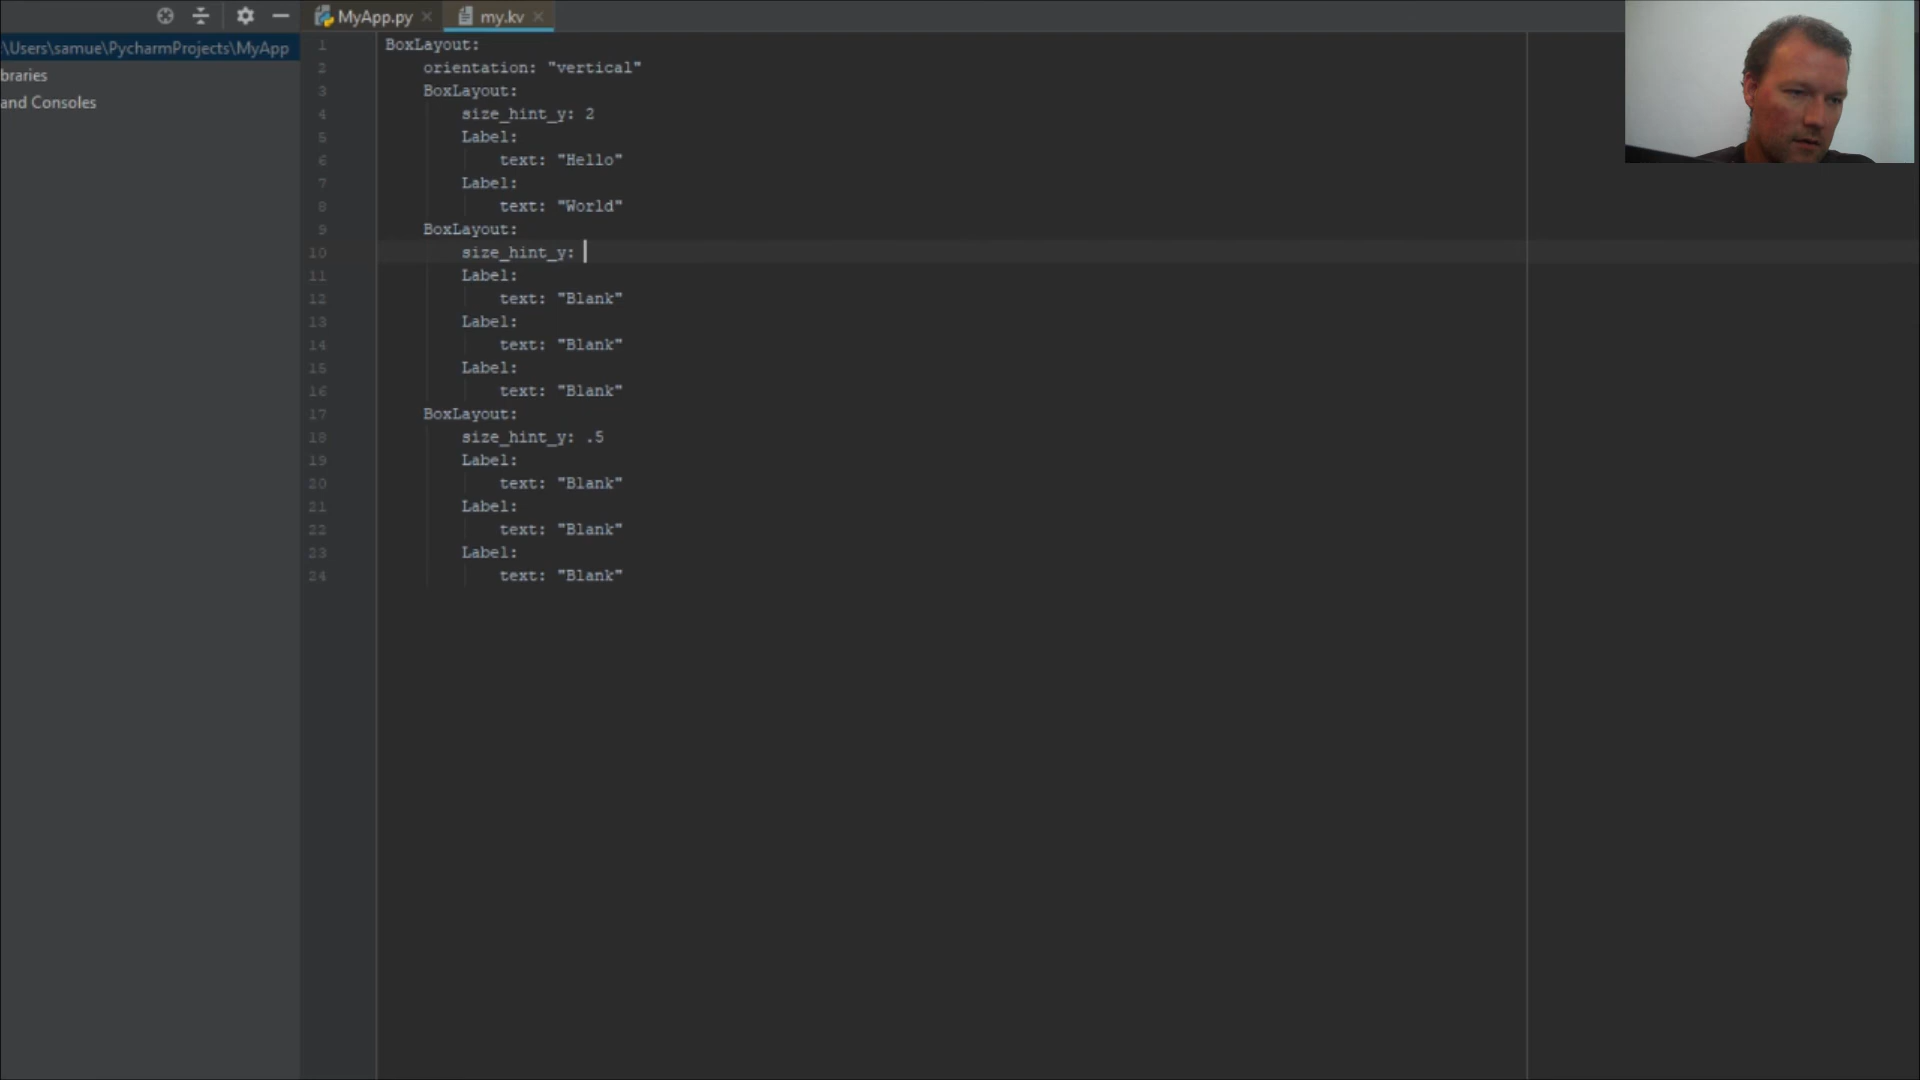 MyApp.py
my.kv
:\Users\samue\PycharmProjects\MyApp
braries
and Consoles
1 BoxLayout:
2 orientation: "vertical"
3 BoxLayout:
4 size_hint_y: 2
5 Label:
6 text: "Hello"
7 Label:
8 text: "World"
9 BoxLayout:
10 size_hint_y:
11 Label:
12 text: "Blank"
13 Label:
14 text: "Blank"
15 Label:
16 text: "Blank"
17 BoxLayout:
18 size_hint_y: .5
19 Label:
20 text: "Blank"
21 Label:
22 text: "Blank"
23 Label:
24 text: "Blank"